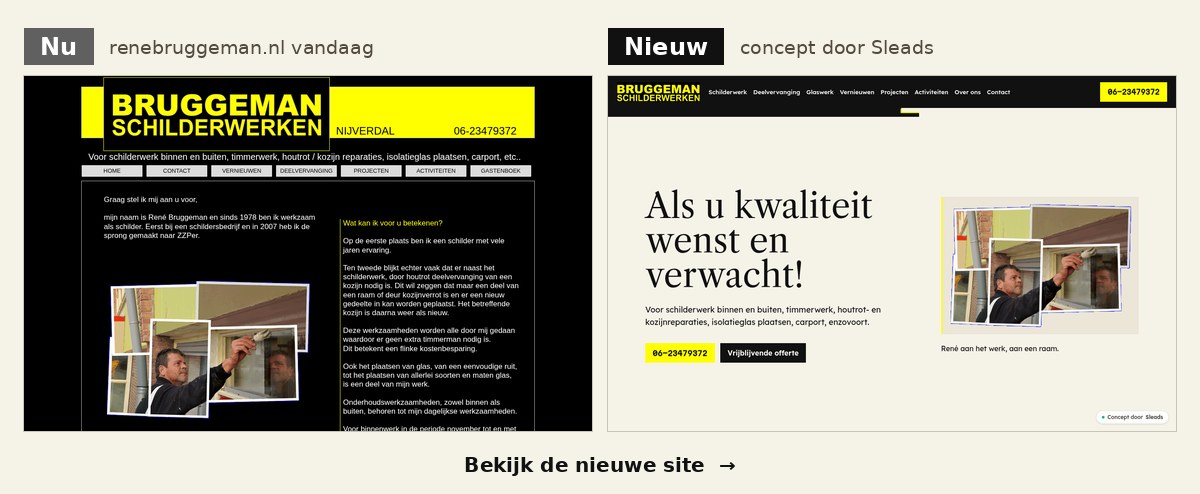 Nu renebruggeman.nl vandaag
BRUGGEMAN
SCHILDERWERKEN
NIJVERDAL 06-23479372
Voor schilderwerk binnen en buiten, timmerwerk, houtrot / kozijn reparaties, isolatieglas plaatsen, carport, etc..
HOME CONTACT VERNIEUWEN DEELVERVANGING PROJECTEN ACTIVITEITEN GASTENBOEK
Graag stel ik mij aan u voor,
mijn naam is René Bruggeman en sinds 1978 ben ik werkzaam
als schilder. Eerst bij een schildersbedrijf en in 2007 heb ik de
sprong gemaakt naar ZZPer.
Wat kan ik voor u betekenen?
Op de eerste plaats ben ik een schilder met vele
jaren ervaring.
Ten tweede blijkt echter vaak dat er naast het
schilderwerk, door houtrot deelvervanging van een
kozijn nodig is. Dit wil zeggen dat maar een deel van
een raam of deur kozijnverrot is en er een nieuw
gedeelte in kan worden geplaatst. Het betreffende
kozijn is daarna weer als nieuw.
Deze werkzaamheden worden alle door mij gedaan
waardoor er geen extra timmerman nodig is.
Dit betekent een flinke kostenbesparing.
Ook het plaatsen van glas, van een eenvoudige ruit,
tot het plaatsen van allerlei soorten en maten glas,
is een deel van mijn werk.
Onderhoudswerkzaamheden, zowel binnen als
buiten, behoren tot mijn dagelijkse werkzaamheden.
Voor binnenwerk in de periode november tot en met
Nieuw concept door Sleads
BRUGGEMAN
SCHILDERWERKEN
Schilderwerk Deelvervanging Glaswerk Vernieuwen Projecten Activiteiten Over ons Contact
06-23479372
Als u kwaliteit
wenst en
verwacht!
Voor schilderwerk binnen en buiten, timmerwerk, houtrot- en
kozijnreparaties, isolatieglas plaatsen, carport, enzovoort.
06-23479372 Vrijblijvende offerte
René aan het werk, aan een raam.
Concept door Sleads
Bekijk de nieuwe site →